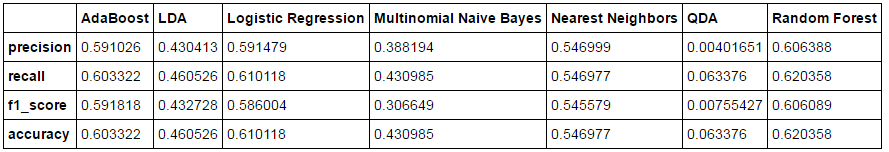 AdaBoost LDA Logistic Regression Multinomial Naive Bayes Nearest Neighbors QDA Random Forest
precision 0.591026 0.430413 0.591479 0.388194 0.546999 0.00401651 0.606388
recall 0.603322 0.460526 0.610118 0.430985 0.546977 0.063376 0.620358
f1_score 0.591818 0.432728 0.586004 0.306649 0.545579 0.00755427 0.606089
accuracy 0.603322 0.460526 0.610118 0.430985 0.546977 0.063376 0.620358